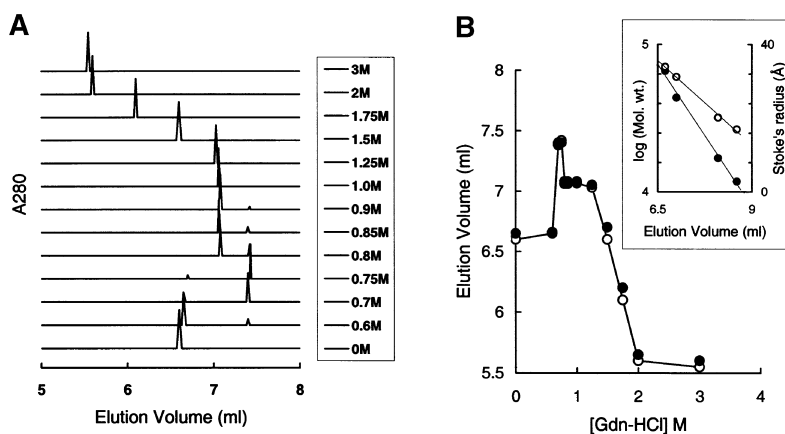 A
A280
3M
2M
1.75M
1.5M
1.25M
1.0M
0.9M
0.85M
0.8M
0.75M
0.7M
0.6M
0M
5 6 7 8
Elution Volume (ml)
B
Elution Volume (ml)
8
7.5
7
6.5
6
5.5
0 1 2 3 4
[Gdn-HCl] M
log (Mol. wt.)
5
4
40
0
Stoke's radius (Å)
6.5 9
Elution Volume (ml)